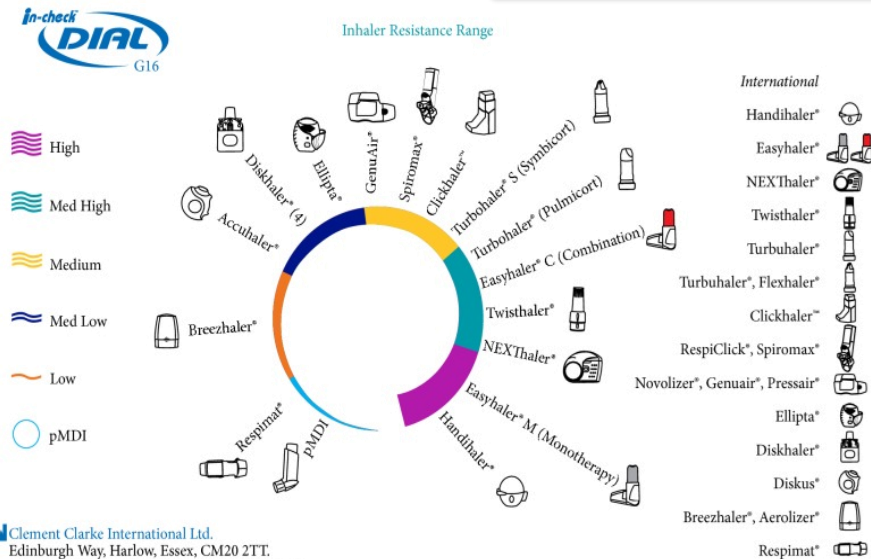 In-check®
DIAL
G16
Inhaler Resistance Range
High
Med High
Medium
Med Low
Low
pMDI
pMDI
Respimat®
Breezhaler®
Accuhaler®
Diskhaler® (4)
Ellipta®
GenuAir®
Spiromax®
Clickhaler™
Turbohaler® S (Symbicort)
Turbohaler® (Pulmicort)
Easyhaler® C (Combination)
Twisthaler®
NEXThaler®
Easyhaler® M (Monotherapy)
Handihaler®
International
Handihaler®
Easyhaler®
NEXThaler®
Twisthaler®
Turbuhaler®
Turbuhaler®, Flexhaler®
Clickhaler™
RespiClick®, Spiromax®
Novolizer®, Genuair®, Pressair®
Ellipta®
Diskhaler®
Diskus®
Breezhaler®, Aerolizer®
Respimat®
Clement Clarke International Ltd.
Edinburgh Way, Harlow, Essex, CM20 2TT.